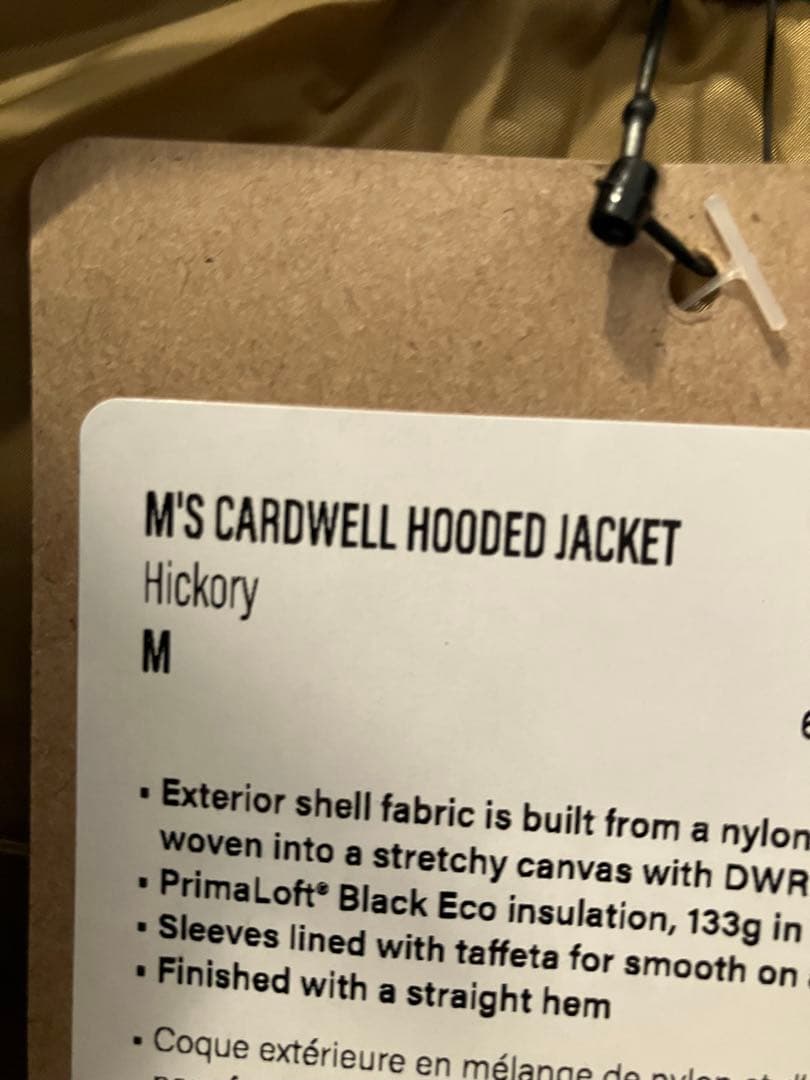 M'S CARDWELL HOODED JACKET
Hickory
M
▪ Exterior shell fabric is built from a nylon
woven into a stretchy canvas with DWR
▪ PrimaLoft® Black Eco insulation, 133g in
▪ Sleeves lined with taffeta for smooth on
▪ Finished with a straight hem
▪ Coque extérieure en mélange de nylon